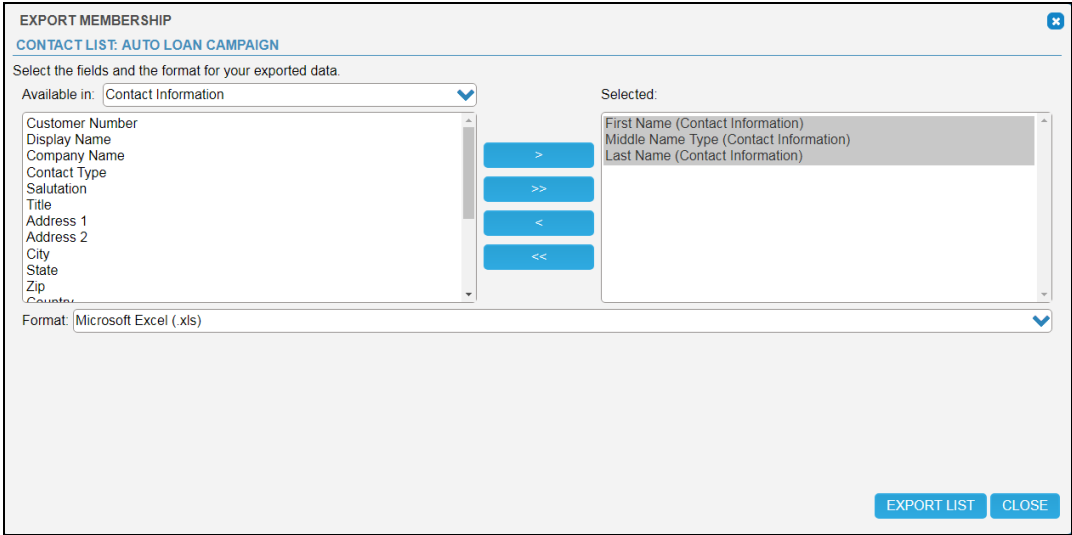 EXPORT MEMBERSHIP
CONTACT LIST: AUTO LOAN CAMPAIGN
Select the fields and the format for your exported data.
Available in: Contact Information
Customer Number
Display Name
Company Name
Contact Type
Salutation
Title
Address 1
Address 2
City
State
Zip
Country
>
>>
<
<<
Selected:
First Name (Contact Information)
Middle Name Type (Contact Information)
Last Name (Contact Information)
Format: Microsoft Excel (.xls)
EXPORT LIST
CLOSE